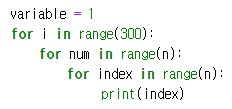 variable = 1
for i in range(300):
    for num in range(n):
        for index in range(n):
            print(index)